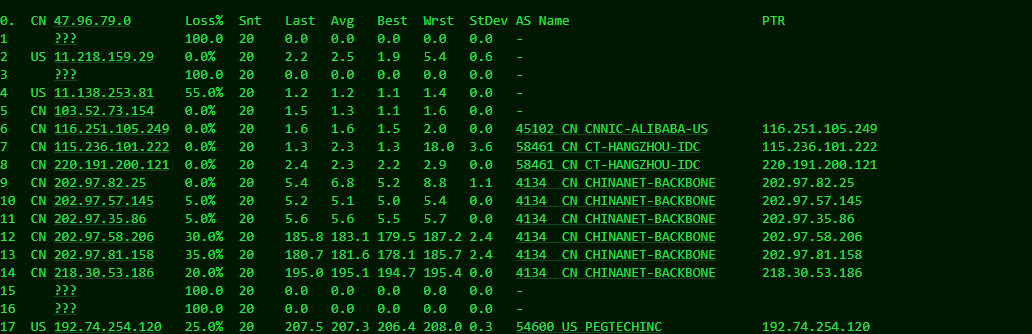 0. CN 47.96.79.0 Loss% Snt Last Avg Best Wrst StDev AS Name PTR
1 ??? 100.0 20 0.0 0.0 0.0 0.0 0.0 -
2 US 11.218.159.29 0.0% 20 2.2 2.5 1.9 5.4 0.6 -
3 ??? 100.0 20 0.0 0.0 0.0 0.0 0.0 -
4 US 11.138.253.81 55.0% 20 1.2 1.2 1.1 1.4 0.0 -
5 CN 103.52.73.154 0.0% 20 1.5 1.3 1.1 1.6 0.0 -
6 CN 116.251.105.249 0.0% 20 1.6 1.6 1.5 2.0 0.0 45102 CN CNNIC-ALIBABA-US 116.251.105.249
7 CN 115.236.101.222 0.0% 20 1.3 2.3 1.3 18.0 3.6 58461 CN CT-HANGZHOU-IDC 115.236.101.222
8 CN 220.191.200.121 0.0% 20 2.4 2.3 2.2 2.9 0.0 58461 CN CT-HANGZHOU-IDC 220.191.200.121
9 CN 202.97.82.25 0.0% 20 5.4 6.8 5.2 8.8 1.1 4134 CN CHINANET-BACKBONE 202.97.82.25
10 CN 202.97.57.145 5.0% 20 5.2 5.1 5.0 5.4 0.0 4134 CN CHINANET-BACKBONE 202.97.57.145
11 CN 202.97.35.86 5.0% 20 5.6 5.6 5.5 5.7 0.0 4134 CN CHINANET-BACKBONE 202.97.35.86
12 CN 202.97.58.206 30.0% 20 185.8 183.1 179.5 187.2 2.4 4134 CN CHINANET-BACKBONE 202.97.58.206
13 CN 202.97.81.158 35.0% 20 180.7 181.6 178.1 185.7 2.4 4134 CN CHINANET-BACKBONE 202.97.81.158
14 CN 218.30.53.186 20.0% 20 195.0 195.1 194.7 195.4 0.0 4134 CN CHINANET-BACKBONE 218.30.53.186
15 ??? 100.0 20 0.0 0.0 0.0 0.0 0.0 -
16 ??? 100.0 20 0.0 0.0 0.0 0.0 0.0 -
17 US 192.74.254.120 25.0% 20 207.5 207.3 206.4 208.0 0.3 54600 US PEGTECHINC 192.74.254.120